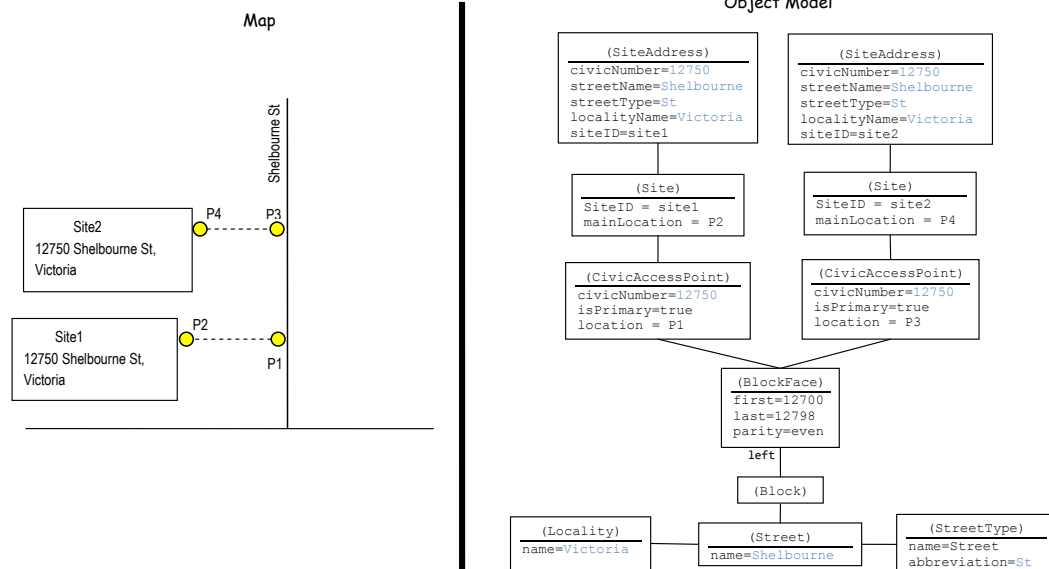 Map
Shelbourne St
P4
P3
Site2
12750 Shelbourne St,
Victoria
P2
Site1
12750 Shelbourne St,
Victoria
P1
Object Model
(SiteAddress)
civicNumber=12750
streetName=Shelbourne
streetType=St
localityName=Victoria
siteID=site1
(SiteAddress)
civicNumber=12750
streetName=Shelbourne
streetType=St
localityName=Victoria
siteID=site2
(Site)
SiteID = site1
mainLocation = P2
(Site)
SiteID = site2
mainLocation = P4
(CivicAccessPoint)
civicNumber=12750
isPrimary=true
location = P1
(CivicAccessPoint)
civicNumber=12750
isPrimary=true
location = P3
(BlockFace)
first=12700
last=12798
parity=even
left
(Block)
(Locality)
name=Victoria
(Street)
name=Shelbourne
(StreetType)
name=Street
abbreviation=St